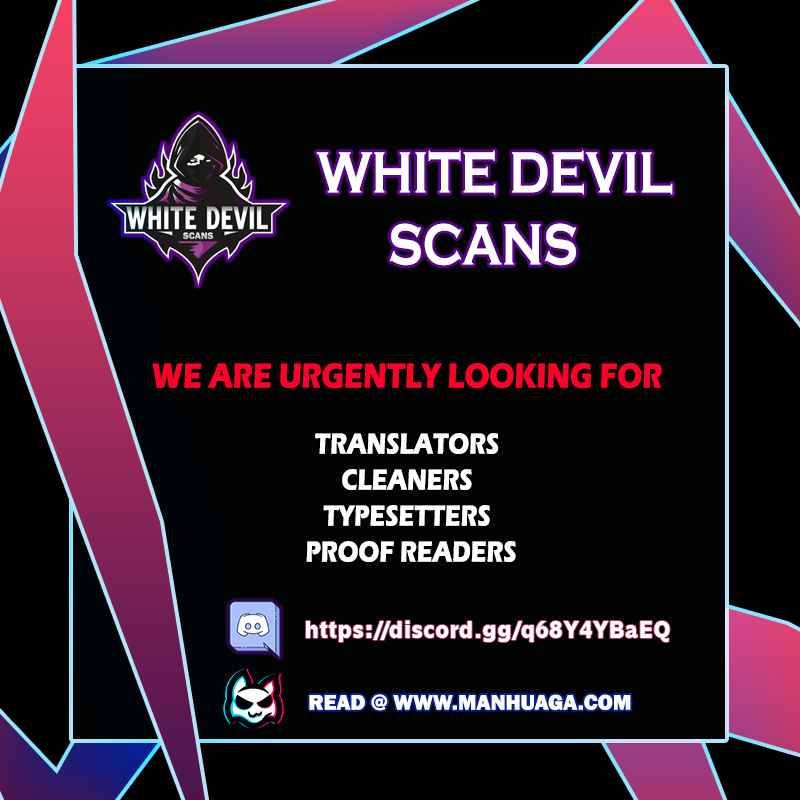 WHITE DEVIL
SCANS
WHITE DEVIL
SCANS
WE ARE URGENTLY LOOKING FOR
TRANSLATORS
CLEANERS
TYPESETTERS
PROOF READERS
https://discord.gg/q68Y4YBaEQ
READ @ WWW.MANHUAGA.COM